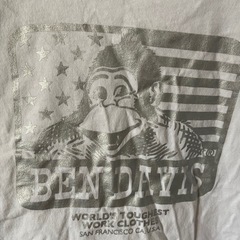 BEN DAVIS
WORLD'S TOUGHEST
WORK CLOTHES
SAN FRANCISCO CA. U.S.A.